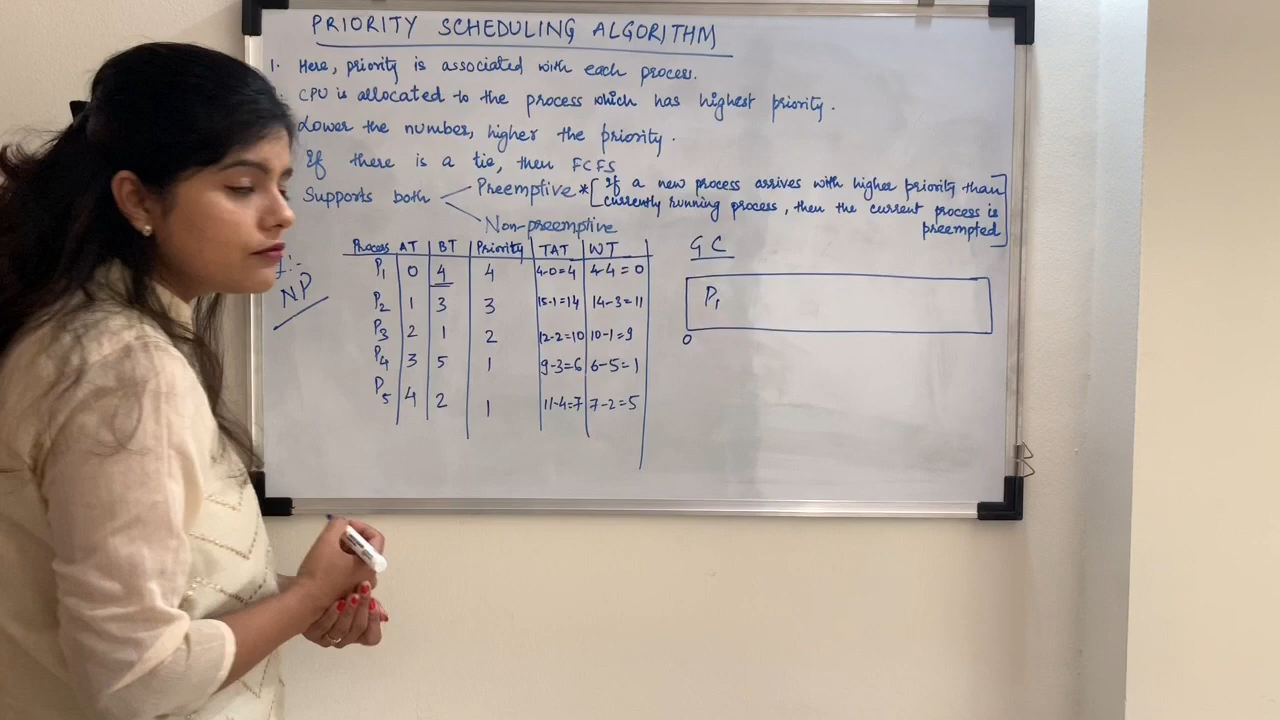 PRIORITY SCHEDULING ALGORITHM
1. Here, priority is associated with each process.
CPU is allocated to the process which has highest priority.
Lower the number, higher the priority.
If there is a tie, then FCFS
Supports both Preemptive * [If a new process arrives with higher priority than
currently running process, then the current process is
preempted]
Non-preemptive
Process AT BT Priority TAT WT
P1 0 4 4 4-0=4 4-4=0
P2 1 3 3 15-1=14 14-3=11
P3 2 1 2 12-2=10 10-1=9
P4 3 5 1 9-3=6 6-5=1
P5 4 2 1 11-4=7 7-2=5
NP
GC
P1
0